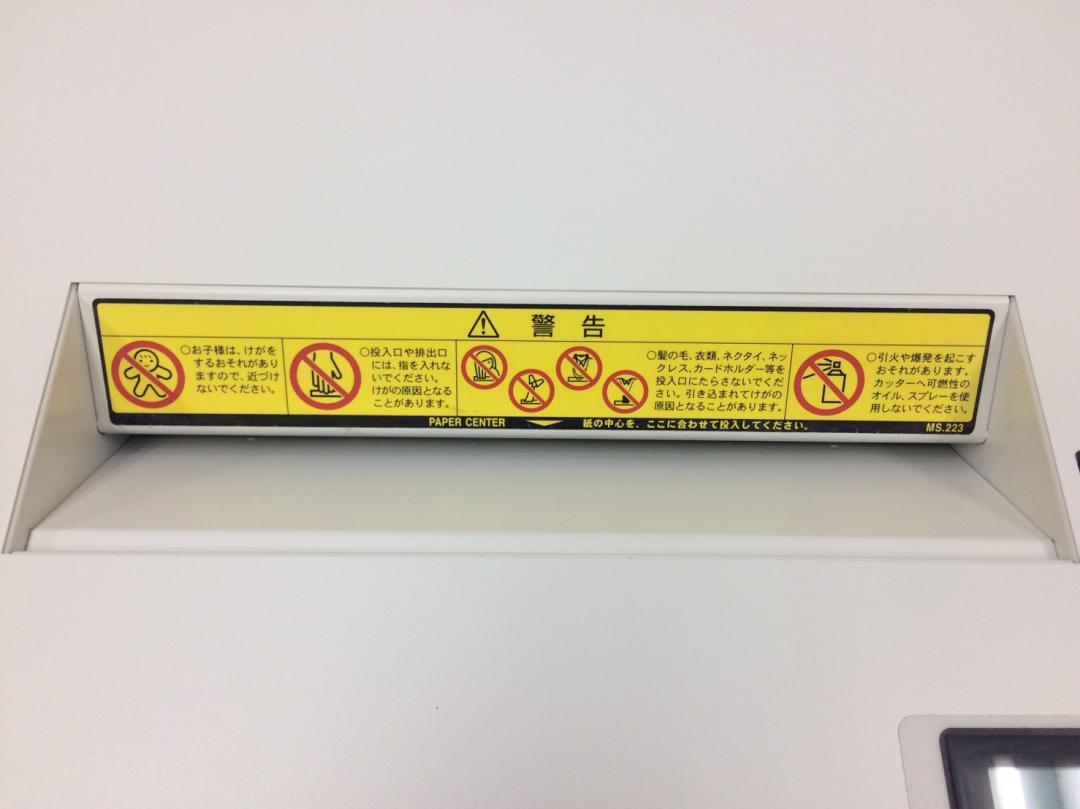 警告
○お子様は、けがを
するおそれがあり
ますので、近づけ
ないでください。
○投入口や排出口
には、指を入れな
いでください。
けがの原因となる
ことがあります。
○髪の毛、衣類、ネクタイ、ネッ
クレス、カードホルダー等を
投入口にたらさないでくだ
さい。引き込まれてけがの
原因となることがあります。
○引火や爆発を起こす
おそれがあります。
カッターへ可燃性の
オイル、スプレーを使
用しないでください。
PAPER CENTER 紙の中心を、ここに合わせて投入してください。 MS.223